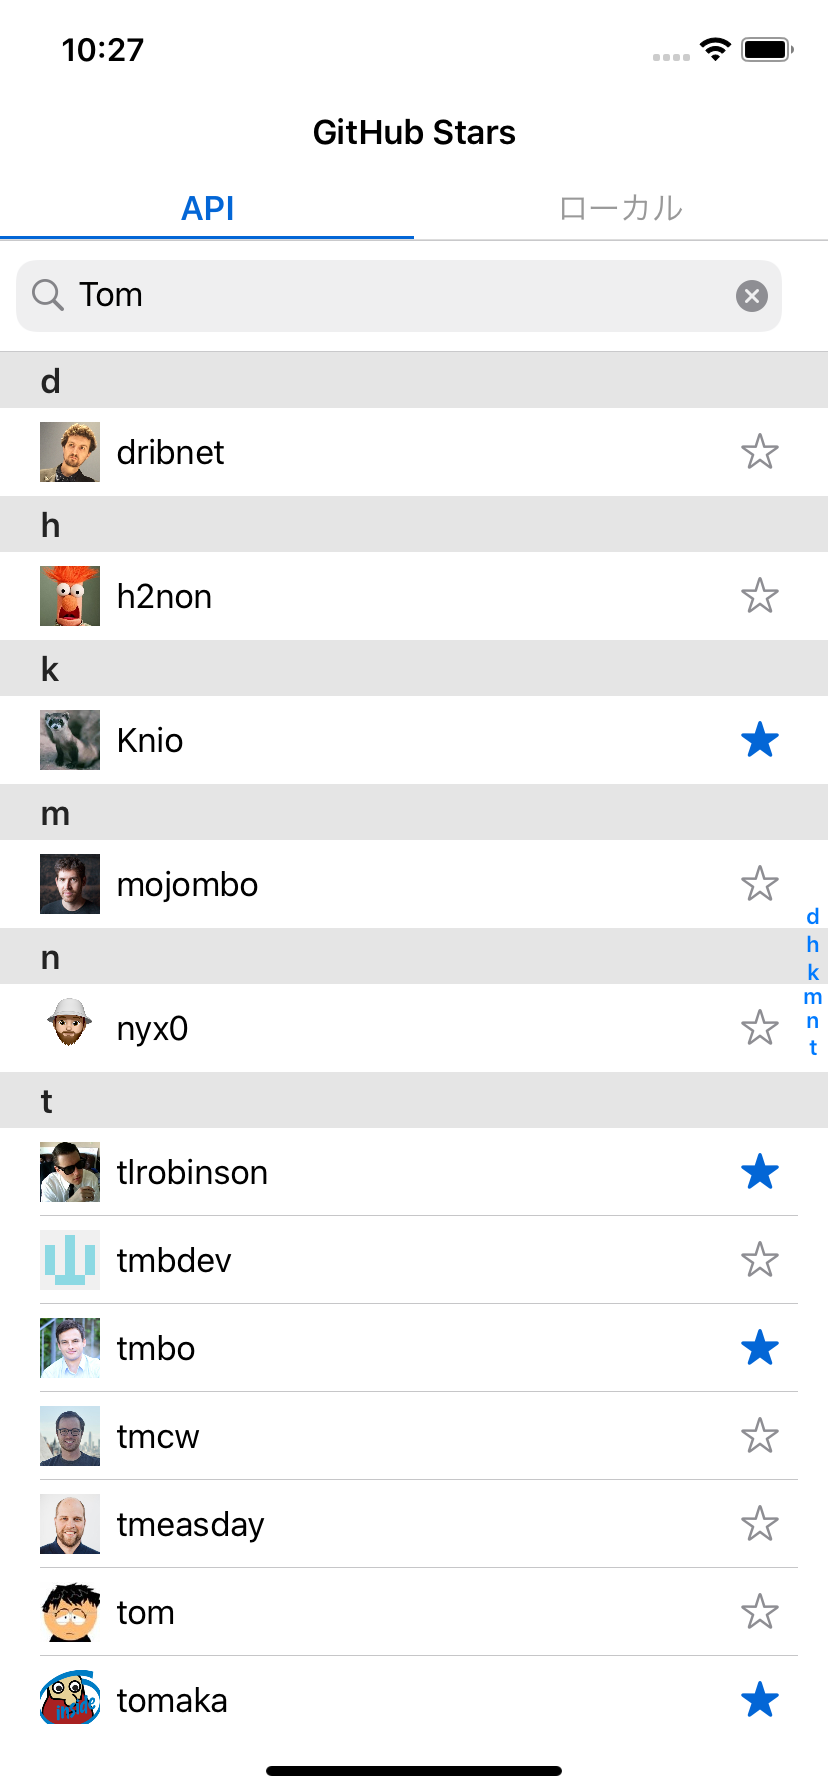 10:27
GitHub Stars
API
ローカル
Tom
d
dribnet
h
h2non
k
Knio
m
mojombo
n
nyx0
d
h
k
m
n
t
t
tlrobinson
tmbdev
tmbo
tmcw
tmeasday
tom
tomaka
inside